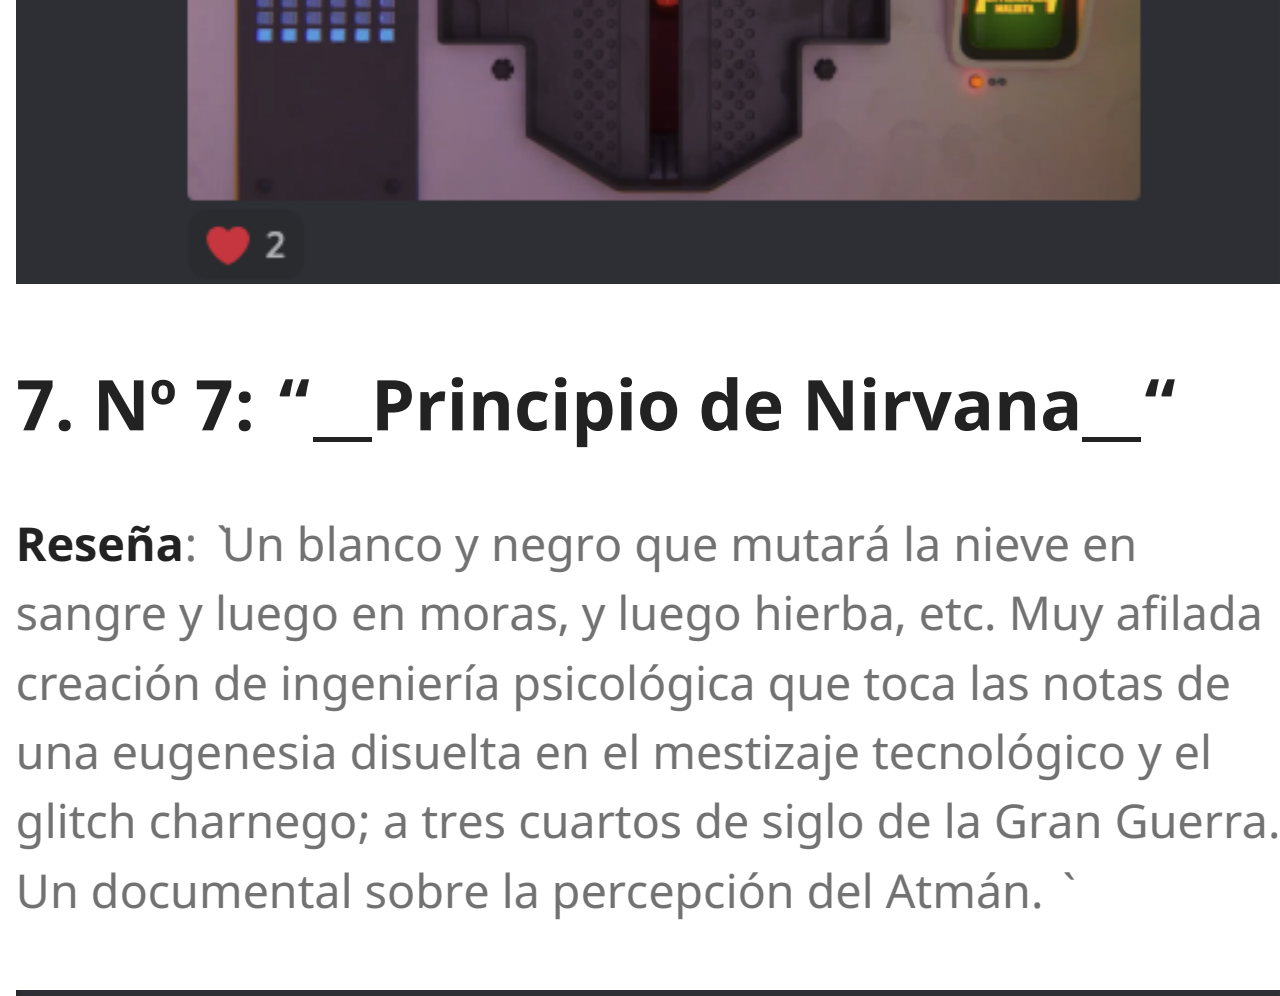 MALDITA
2
7. Nº 7: “__Principio de Nirvana__“
Reseña: `Un blanco y negro que mutará la nieve en
sangre y luego en moras, y luego hierba, etc. Muy afilada
creación de ingeniería psicológica que toca las notas de
una eugenesia disuelta en el mestizaje tecnológico y el
glitch charnego; a tres cuartos de siglo de la Gran Guerra.
Un documental sobre la percepción del Atmán. `